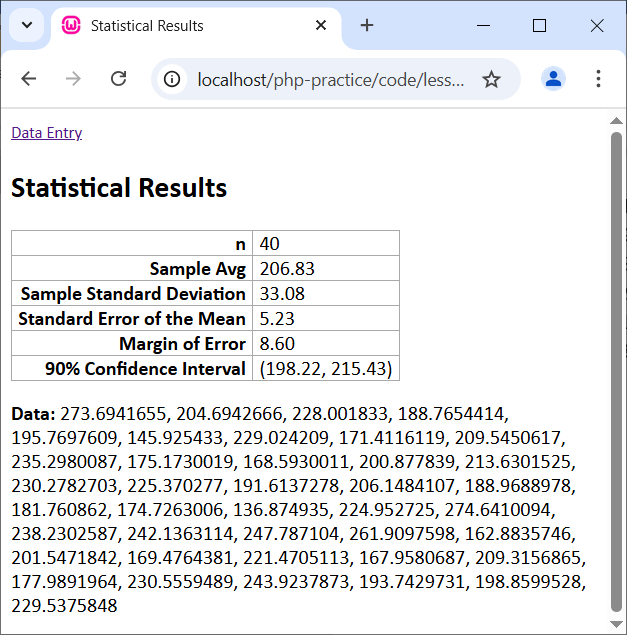 Statistical Results
localhost/php-practice/code/less...
Data Entry
Statistical Results
n 40
Sample Avg 206.83
Sample Standard Deviation 33.08
Standard Error of the Mean 5.23
Margin of Error 8.60
90% Confidence Interval (198.22, 215.43)
Data: 273.6941655, 204.6942666, 228.001833, 188.7654414,
195.7697609, 145.925433, 229.024209, 171.4116119, 209.5450617,
235.2980087, 175.1730019, 168.5930011, 200.877839, 213.6301525,
230.2782703, 225.370277, 191.6137278, 206.1484107, 188.9688978,
181.760862, 174.7263006, 136.874935, 224.952725, 274.6410094,
238.2302587, 242.1363114, 247.787104, 261.9097598, 162.8835746,
201.5471842, 169.4764381, 221.4705113, 167.9580687, 209.3156865,
177.9891964, 230.5559489, 243.9237873, 193.7429731, 198.8599528,
229.5375848